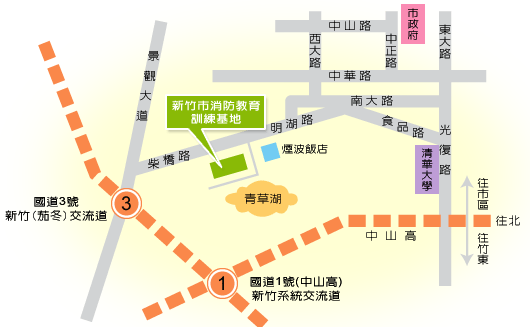 市政府
中山路
西大路
中正路
東大路
景觀大道
中華路
新竹市消防教育
訓練基地
南大路
明湖路
食品路
光復路
煙波飯店
柴橋路
清華大學
青草湖
往市區
國道3號
新竹(茄冬)交流道
3
往北
中山高
往竹東
1
國道1號(中山高)
新竹系統交流道